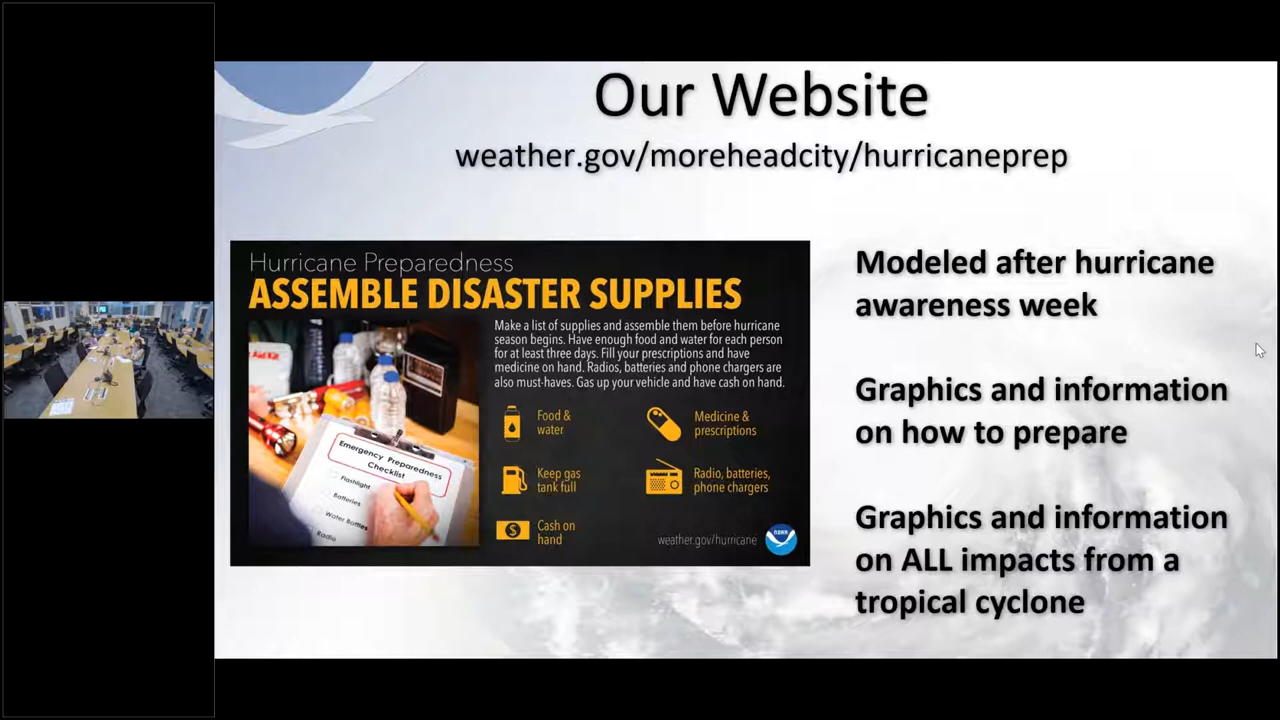 Our Website
weather.gov/moreheadcity/hurricaneprep
Hurricane Preparedness
ASSEMBLE DISASTER SUPPLIES
Make a list of supplies and assemble them before hurricane
season begins. Have enough food and water for each person
for at least three days. Fill your prescriptions and have
medicine on hand. Radios, batteries and phone chargers are
also must-haves. Gas up your vehicle and have cash on hand.
Emergency Preparedness
Checklist
Flashlight
Batteries
Water Bottles
Radio
Food &
water
Medicine &
prescriptions
Keep gas
tank full
Radio, batteries,
phone chargers
Cash on
hand
weather.gov/hurricane
Modeled after hurricane
awareness week
Graphics and information
on how to prepare
Graphics and information
on ALL impacts from a
tropical cyclone